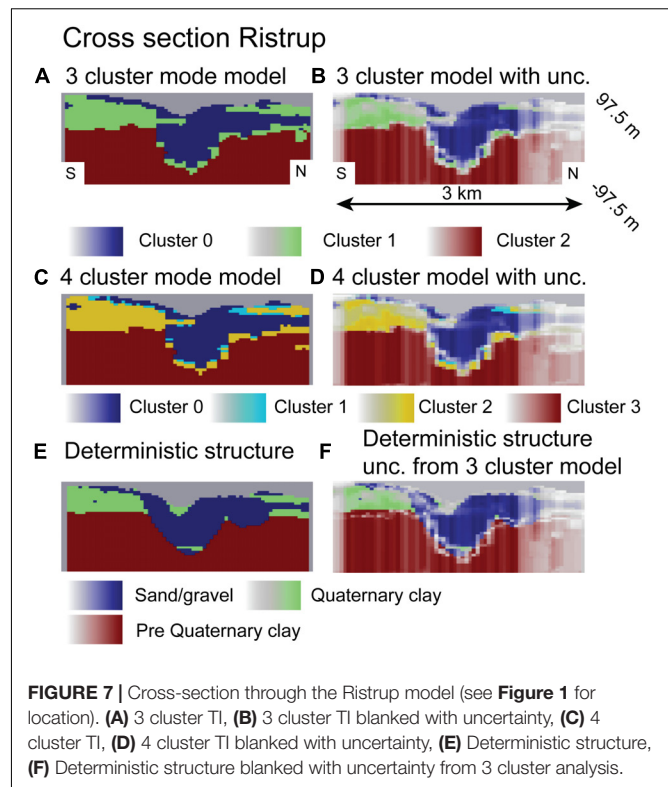 Cross section Ristrup
A 3 cluster mode model
B 3 cluster model with unc.
97.5 m
S
N
S
N
3 km
-97.5 m
Cluster 0
Cluster 1
Cluster 2
C 4 cluster mode model
D 4 cluster model with unc.
Cluster 0
Cluster 1
Cluster 2
Cluster 3
E Deterministic structure
F Deterministic structure
unc. from 3 cluster model
Sand/gravel
Quaternary clay
Pre Quaternary clay
FIGURE 7 | Cross-section through the Ristrup model (see Figure 1 for
location). (A) 3 cluster TI, (B) 3 cluster TI blanked with uncertainty, (C) 4
cluster TI, (D) 4 cluster TI blanked with uncertainty, (E) Deterministic structure,
(F) Deterministic structure blanked with uncertainty from 3 cluster analysis.